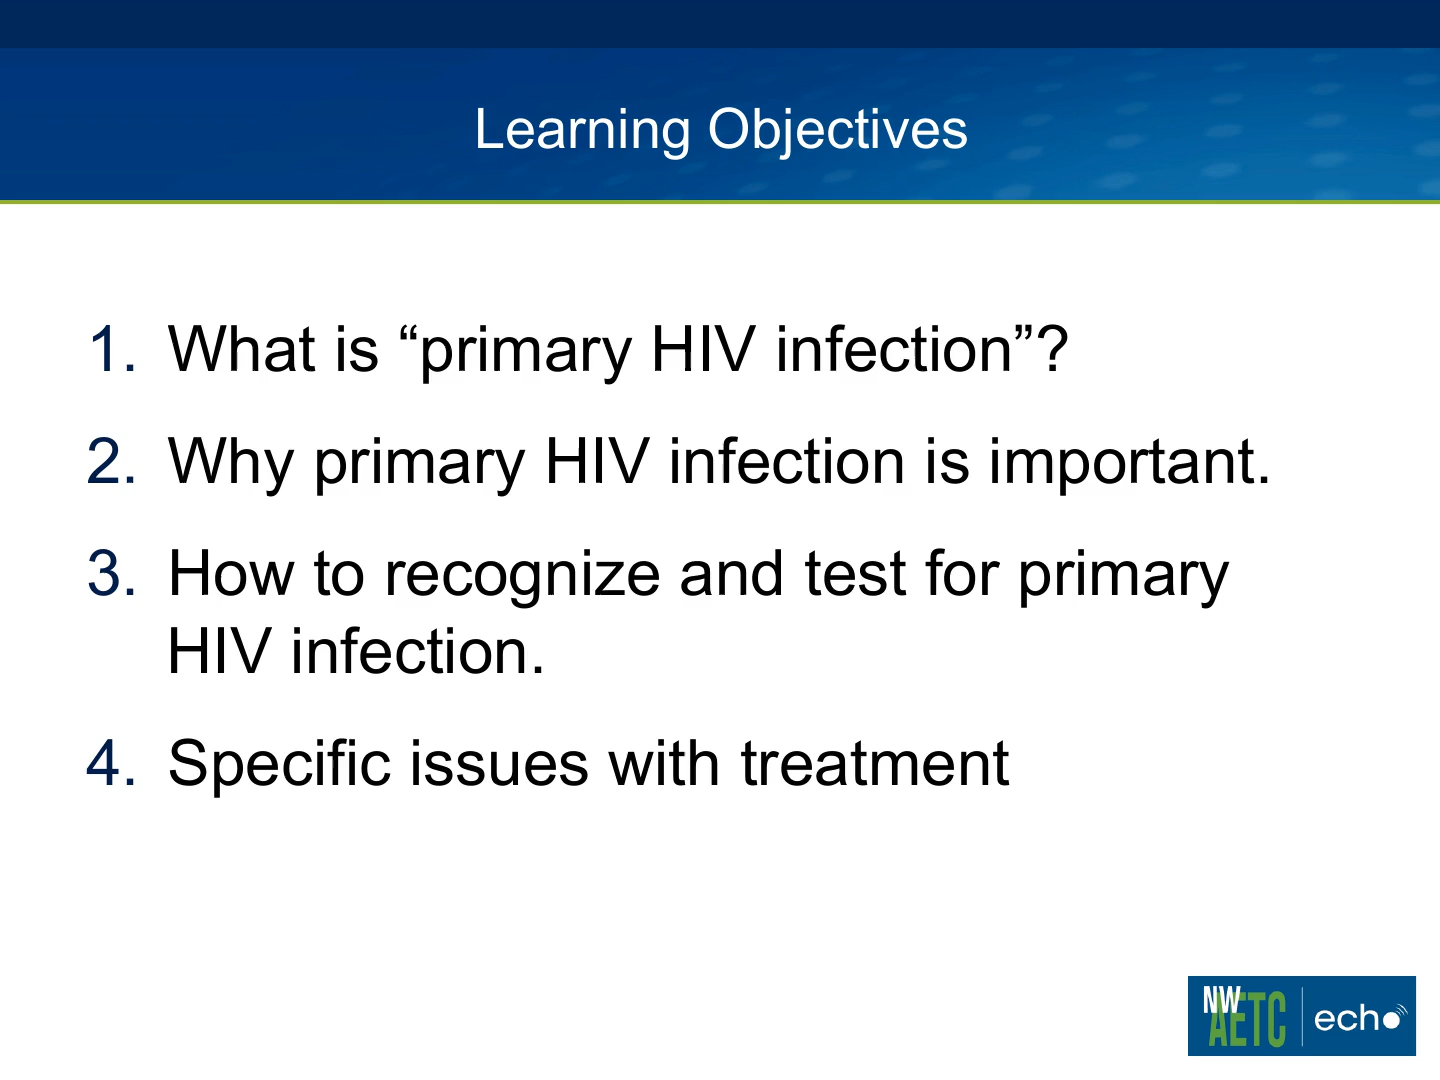 Learning Objectives
1. What is “primary HIV infection”?
2. Why primary HIV infection is important.
3. How to recognize and test for primary
HIV infection.
4. Specific issues with treatment
NW
AETC
echo